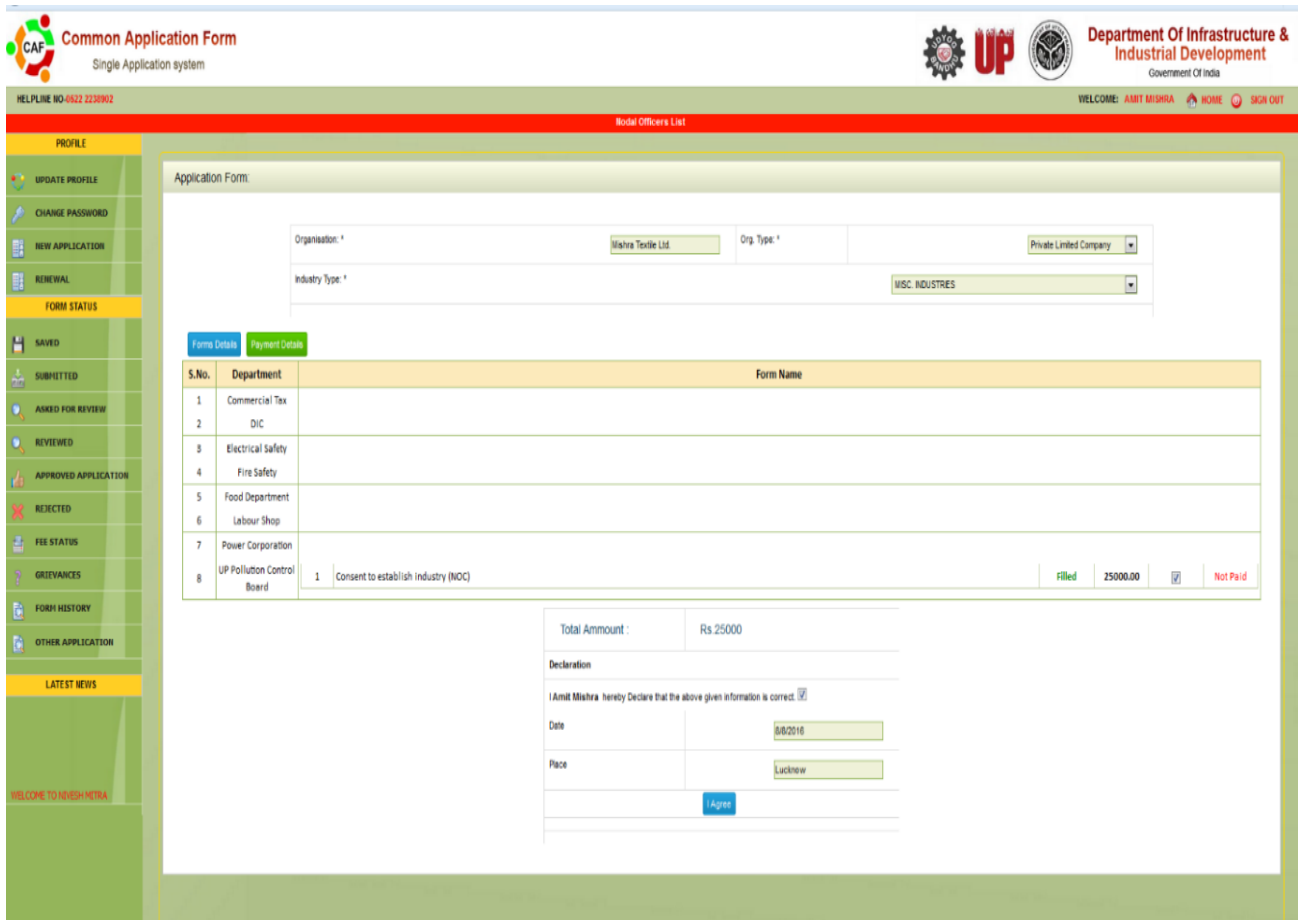 CAF
Common Application Form
Single Application system
UDYOG BANDHU
UP
Department Of Infrastructure &
Industrial Development
Government Of India
HELPLINE NO-0522 2238902
WELCOME: AMIT MISHRA HOME SIGN OUT
Nodal Officers List
PROFILE
UPDATE PROFILE
CHANGE PASSWORD
NEW APPLICATION
RENEWAL
FORM STATUS
SAVED
SUBMITTED
ASKED FOR REVIEW
REVIEWED
APPROVED APPLICATION
REJECTED
FEE STATUS
GRIEVANCES
FORM HISTORY
OTHER APPLICATION
LATEST NEWS
WELCOME TO NIVESH MITRA
Application Form:
Organisation: * Mishra Textile Ltd. Org. Type: * Private Limited Company
Industry Type: * MISC. INDUSTRIES
Forms Details Payment Details
S.No. Department Form Name
1 Commercial Tax
2 DIC
3 Electrical Safety
4 Fire Safety
5 Food Department
6 Labour Shop
7 Power Corporation
8 UP Pollution Control
Board
1 Consent to establish industry (NOC) Filled 25000.00 Not Paid
Total Ammount : Rs.25000
Declaration
I Amit Mishra hereby Declare that the above given information is correct.
Date 8/8/2016
Place Lucknow
I Agree